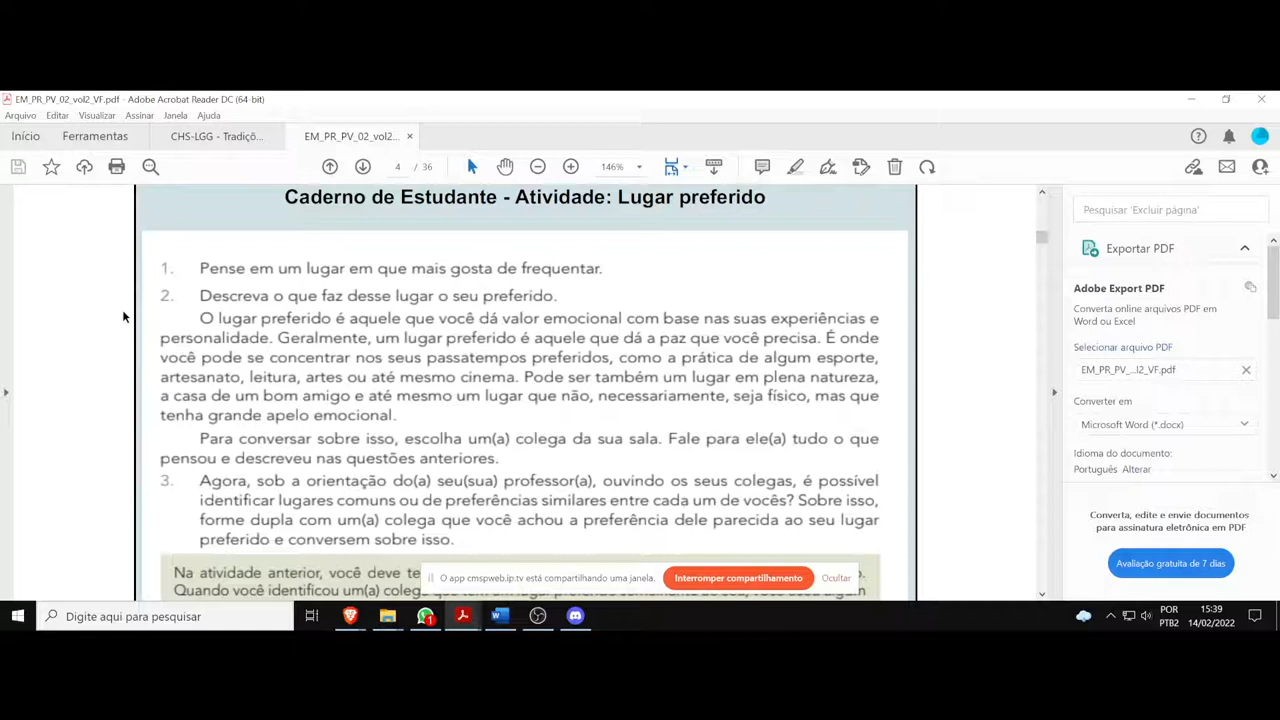 EM_PR_PV_02_vol2_VF.pdf - Adobe Acrobat Reader DC (64-bit)
Arquivo Editar Visualizar Assinar Janela Ajuda
Início Ferramentas CHS-LGG - Tradiçõ... EM_PR_PV_02_vol2... ×
4 / 36 146%
Caderno de Estudante - Atividade: Lugar preferido
1. Pense em um lugar em que mais gosta de frequentar.
2. Descreva o que faz desse lugar o seu preferido.
O lugar preferido é aquele que você dá valor emocional com base nas suas experiências e
personalidade. Geralmente, um lugar preferido é aquele que dá a paz que você precisa. É onde
você pode se concentrar nos seus passatempos preferidos, como a prática de algum esporte,
artesanato, leitura, artes ou até mesmo cinema. Pode ser também um lugar em plena natureza,
a casa de um bom amigo e até mesmo um lugar que não, necessariamente, seja físico, mas que
tenha grande apelo emocional.
Para conversar sobre isso, escolha um(a) colega da sua sala. Fale para ele(a) tudo o que
pensou e descreveu nas questões anteriores.
3. Agora, sob a orientação do(a) seu(sua) professor(a), ouvindo os seus colegas, é possível
identificar lugares comuns ou de preferências similares entre cada um de vocês? Sobre isso,
forme dupla com um(a) colega que você achou a preferência dele parecida ao seu lugar
preferido e conversem sobre isso.
Na atividade anterior, você deve te
Quando você identificou um(a) colega
O app cmspweb.ip.tv está compartilhando uma janela. Interromper compartilhamento Ocultar
Pesquisar 'Excluir página'
Exportar PDF
Adobe Export PDF
Converta online arquivos PDF em
Word ou Excel
Selecionar arquivo PDF
EM_PR_PV_...l2_VF.pdf
Converter em
Microsoft Word (*.docx)
Idioma do documento:
Português Alterar
Converta, edite e envie documentos
para assinatura eletrônica em PDF
Avaliação gratuita de 7 dias
Digite aqui para pesquisar
1
POR
PTB2
15:39
14/02/2022